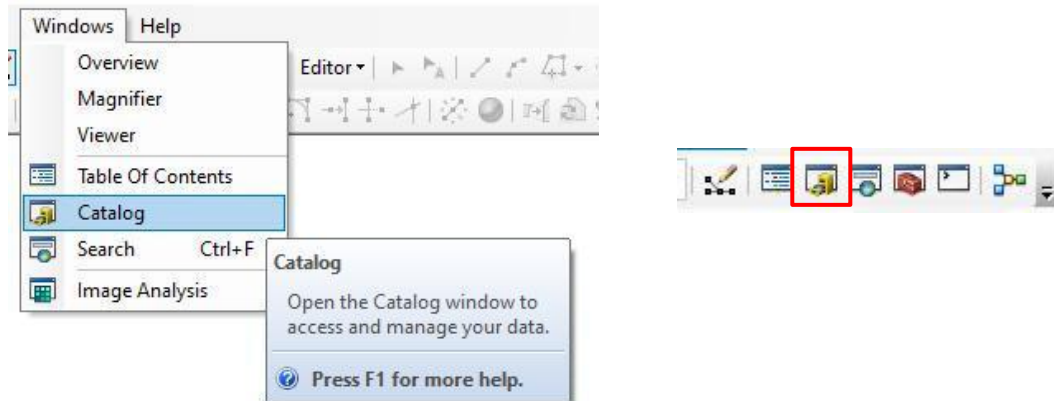 Windows Help
Overview
Editor
Magnifier
Viewer
Table Of Contents
Catalog
Search Ctrl+F
Image Analysis
Catalog
Open the Catalog window to
access and manage your data.
Press F1 for more help.